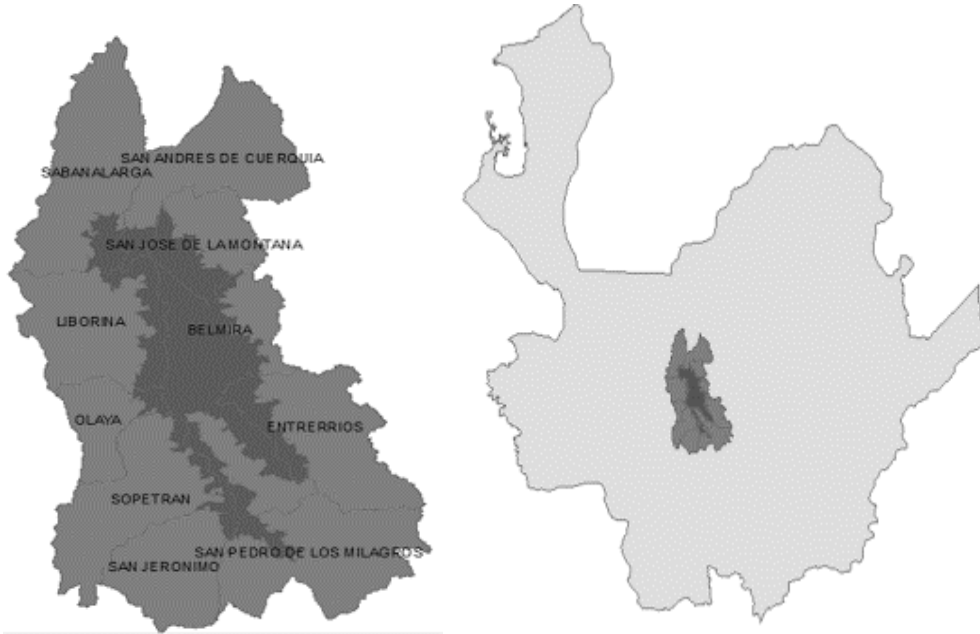 SAN ANDRES DE CUERQUIA
SABANALARGA
SAN JOSE DE LA MONTANA
LIBORINA
BELMIRA
OLAYA
ENTRERRIOS
SOPETRAN
SAN PEDRO DE LOS MILAGROS
SAN JERONIMO